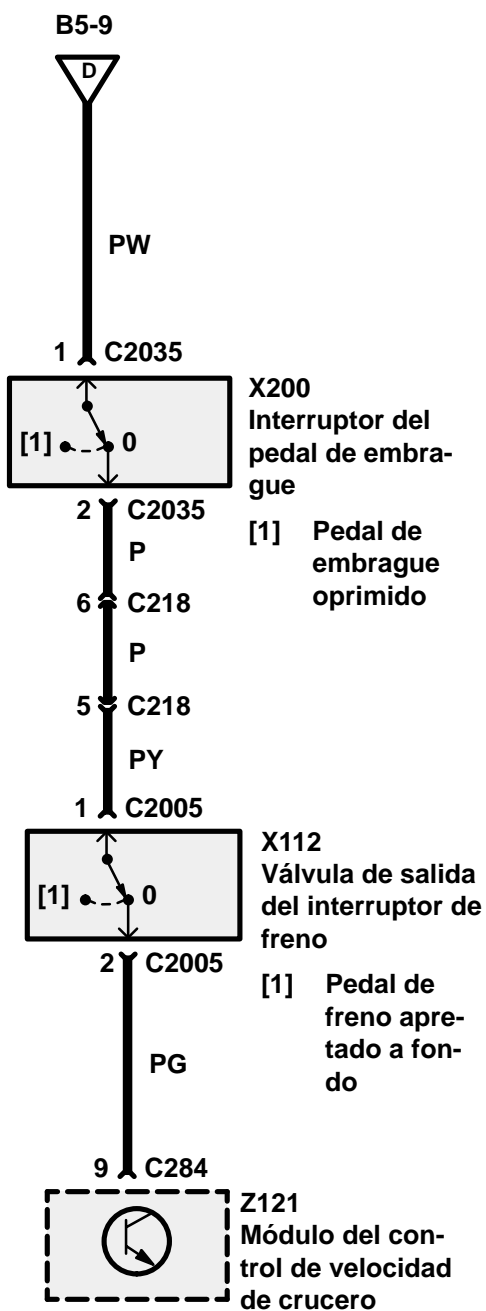 B5-9
D
PW
1 C2035
X200
Interruptor del
pedal de embra-
gue
[1] 0
[1] Pedal de
embrague
oprimido
2 C2035
P
6 C218
P
5 C218
PY
1 C2005
X112
Válvula de salida
del interruptor de
freno
[1] 0
[1] Pedal de
freno apre-
tado a fon-
do
2 C2005
PG
9 C284
Z121
Módulo del con-
trol de velocidad
de crucero